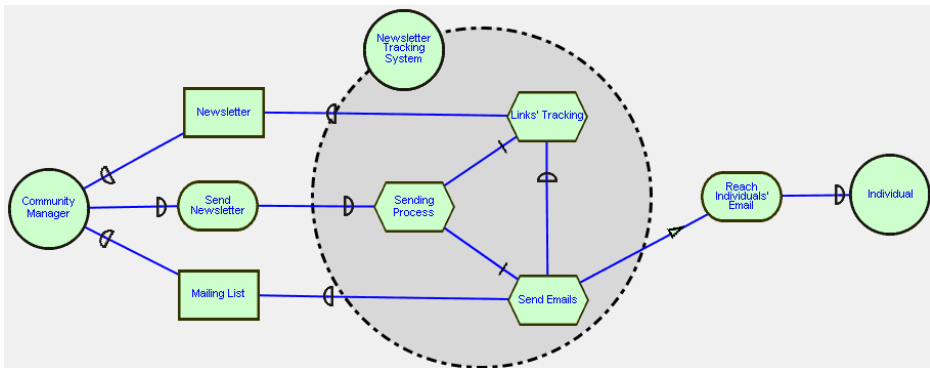 Newsletter
Tracking
System
Newsletter
Links' Tracking
Community
Manager
Send
Newsletter
Sending
Process
Reach
Individuals'
Email
Individual
Mailing List
Send Emails